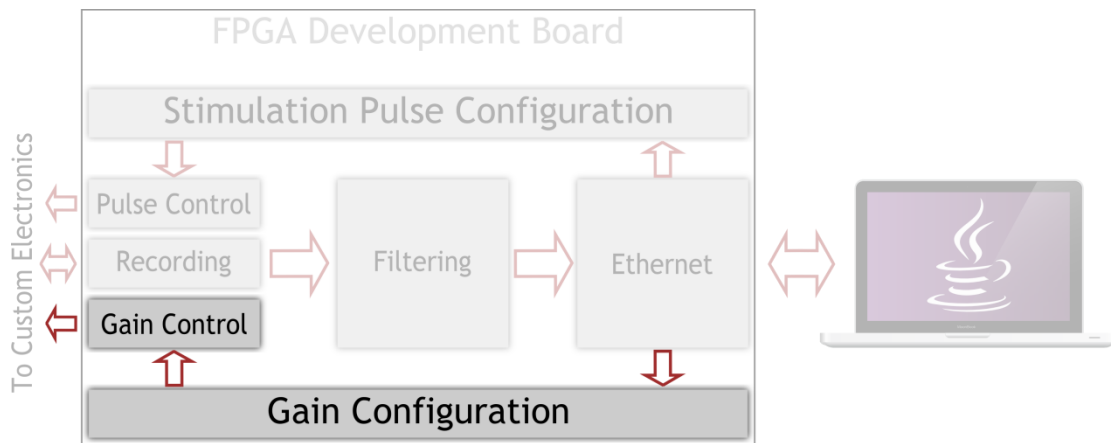 FPGA Development Board
Stimulation Pulse Configuration
To Custom Electronics
Pulse Control
Recording
Filtering
Ethernet
Gain Control
Gain Configuration